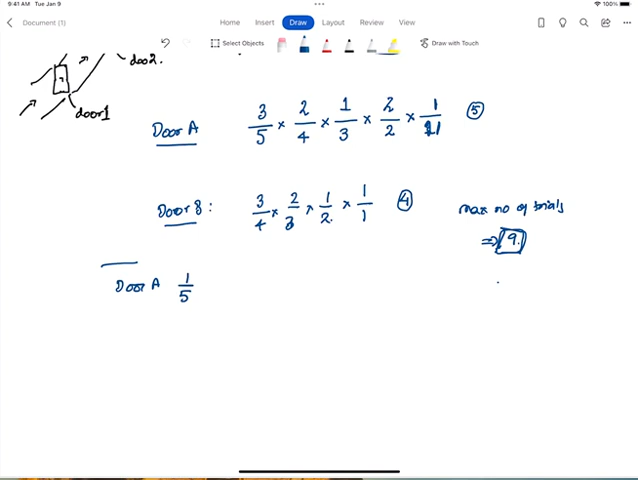 9:41 AM Tue Jan 9
100%
Document (1)
Home Insert Draw Layout Review View
Select Objects
Draw with Touch
doo2.
door1
Door A 3/5 × 2/4 × 1/3 × 2/2 × 1/1 5
Door B: 3/4 × 2/3 × 1/2. × 1/1 4
max no of trials
⇒ 9.
Door A 1/5